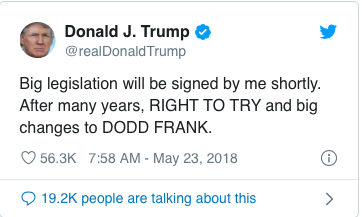 Donald J. Trump
@realDonaldTrump
Big legislation will be signed by me shortly.
After many years, RIGHT TO TRY and big
changes to DODD FRANK.
56.3K 7:58 AM - May 23, 2018
19.2K people are talking about this